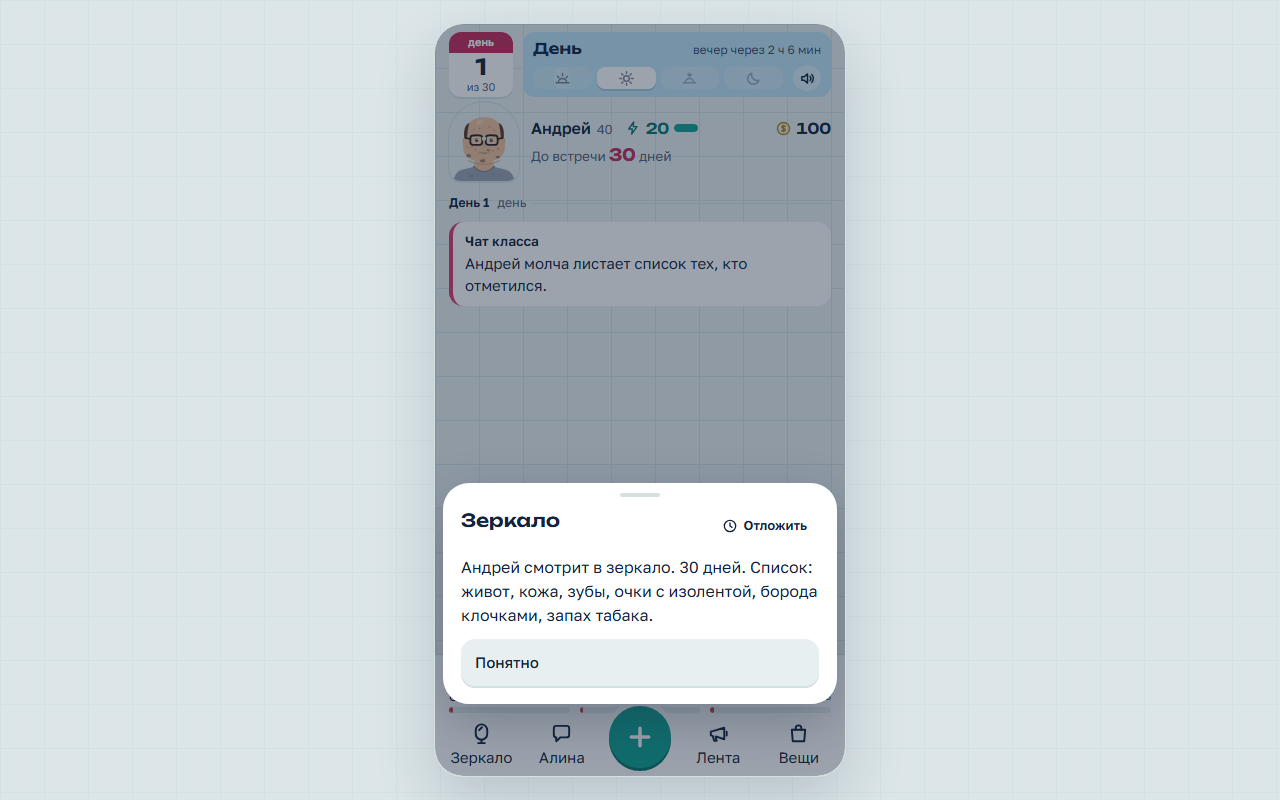 день
1
из 30
День
вечер через 2 ч 6 мин
Андрей 40 20 100
До встречи 30 дней
День 1 день
Чат класса
Андрей молча листает список тех, кто
отметился.
Зеркало
Отложить
Андрей смотрит в зеркало. 30 дней. Список:
живот, кожа, зубы, очки с изолентой, борода
клочками, запах табака.
Понятно
Зеркало
Алина
Лента
Вещи